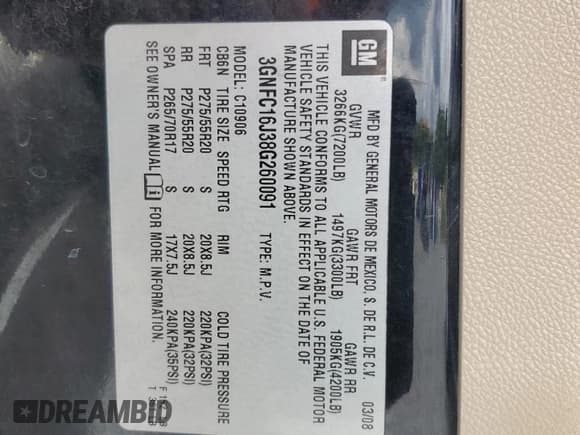 GM
MFD BY GENERAL MOTORS DE MEXICO, S. DE R.L. DE C.V. 03/08
GVWR GAWR FRT GAWR RR
3266KG(7200LB) 1497KG(3300LB) 1905KG(4200LB)
THIS VEHICLE CONFORMS TO ALL APPLICABLE U.S. FEDERAL MOTOR
VEHICLE SAFETY STANDARDS IN EFFECT ON THE DATE OF
MANUFACTURE SHOWN ABOVE.
3GNFC16J38G260091 TYPE: M.P.V.
MODEL: C10906
CB6N TIRE SIZE SPEED RTG RIM COLD TIRE PRESSURE
FRT P275/55R20 S 20X8.5J 220KPA(32PSI)
RR P275/55R20 S 20X8.5J 220KPA(32PSI)
SPA P265/70R17 S 17X7.5J 240KPA(35PSI)
SEE OWNER'S MANUAL i FOR MORE INFORMATION.
DREAMBID